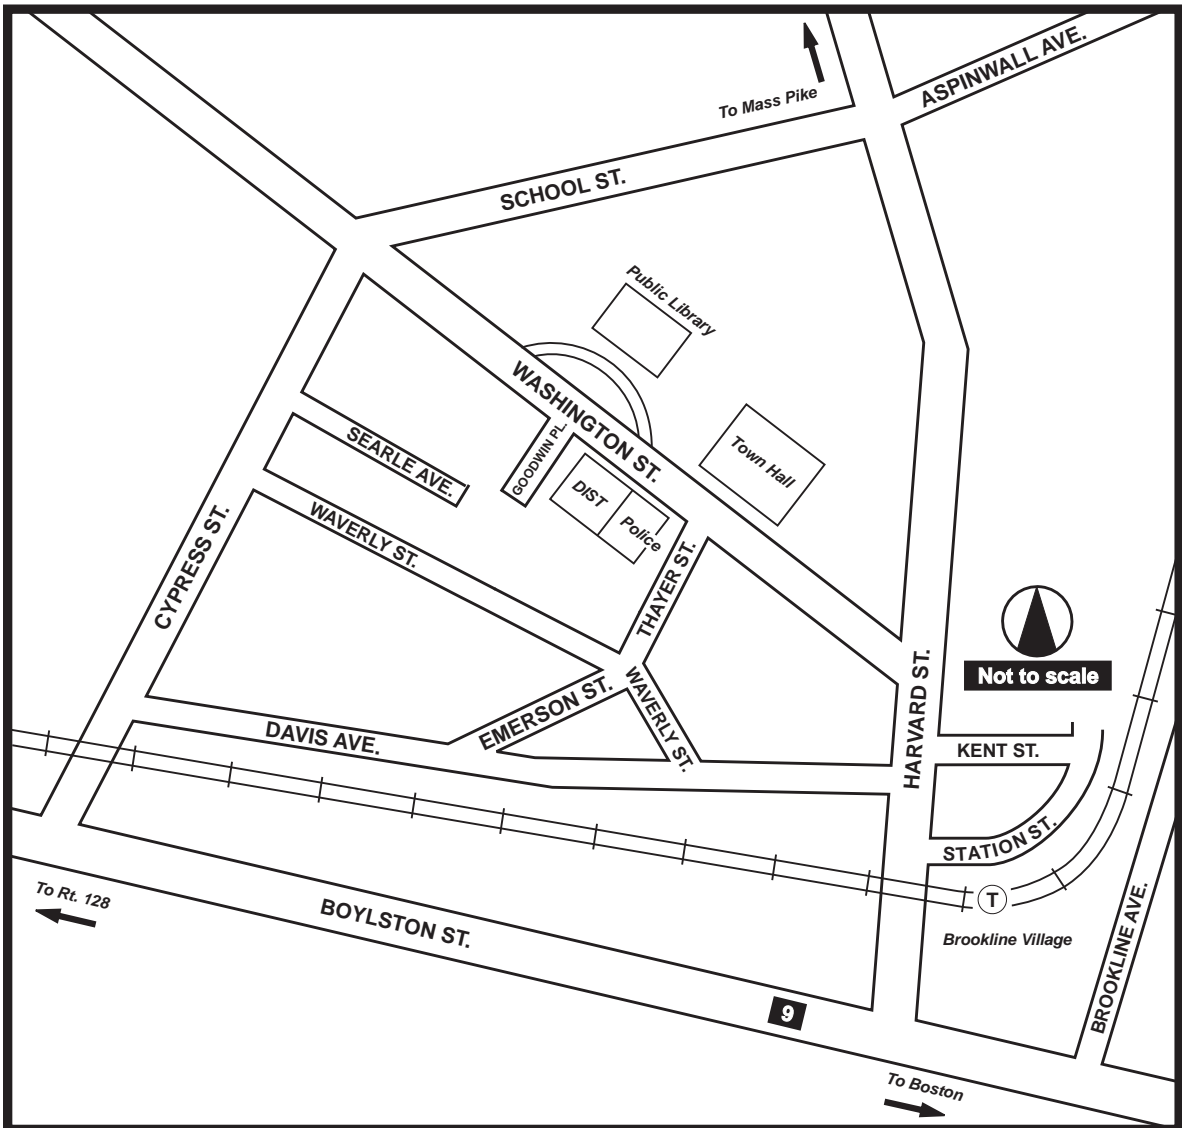 ASPINWALL AVE.
To Mass Pike
SCHOOL ST.
Public Library
WASHINGTON ST.
Town Hall
GOODWIN PL.
SEARLE AVE.
DIST
Police
WAVERLY ST.
CYPRESS ST.
THAYER ST.
Not to scale
EMERSON ST.
WAVERLY ST.
HARVARD ST.
DAVIS AVE.
KENT ST.
STATION ST.
To Rt. 128
T
BOYLSTON ST.
Brookline Village
BROOKLINE AVE.
9
To Boston